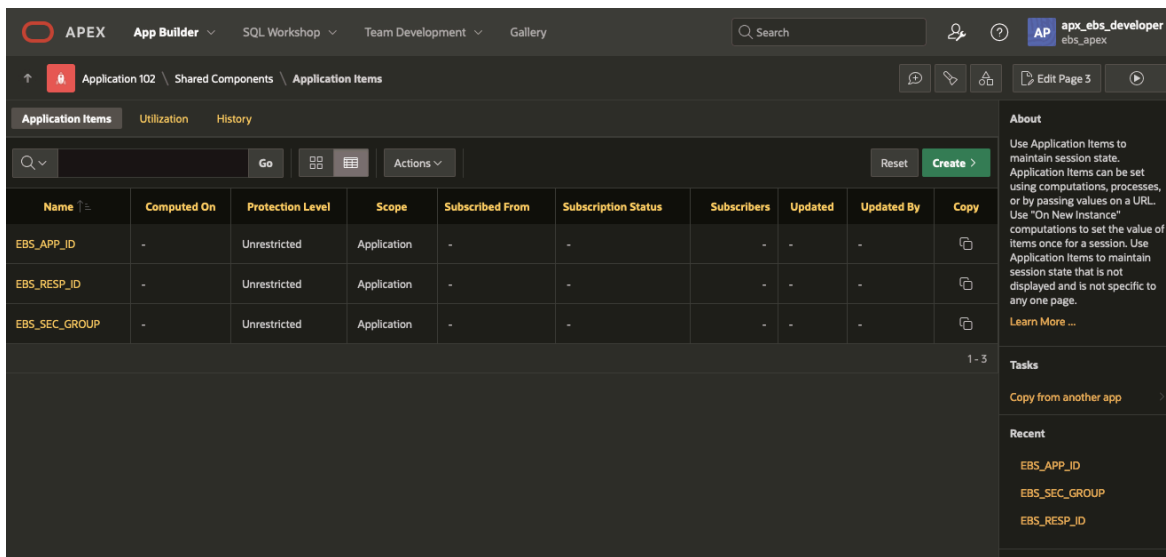 APEX App Builder SQL Workshop Team Development Gallery Search AP apx_ebs_developer
ebs_apex
Application 102 \ Shared Components \ Application Items Edit Page 3
Application Items Utilization History
Go Actions Reset Create >
Name Computed On Protection Level Scope Subscribed From Subscription Status Subscribers Updated Updated By Copy
EBS_APP_ID - Unrestricted Application - - - - -
EBS_RESP_ID - Unrestricted Application - - - - -
EBS_SEC_GROUP - Unrestricted Application - - - - -
1 - 3
About
Use Application Items to
maintain session state.
Application Items can be set
using computations, processes,
or by passing values on a URL.
Use "On New Instance"
computations to set the value of
items once for a session. Use
Application Items to maintain
session state that is not
displayed and is not specific to
any one page.
Learn More ...
Tasks
Copy from another app
Recent
EBS_APP_ID
EBS_SEC_GROUP
EBS_RESP_ID